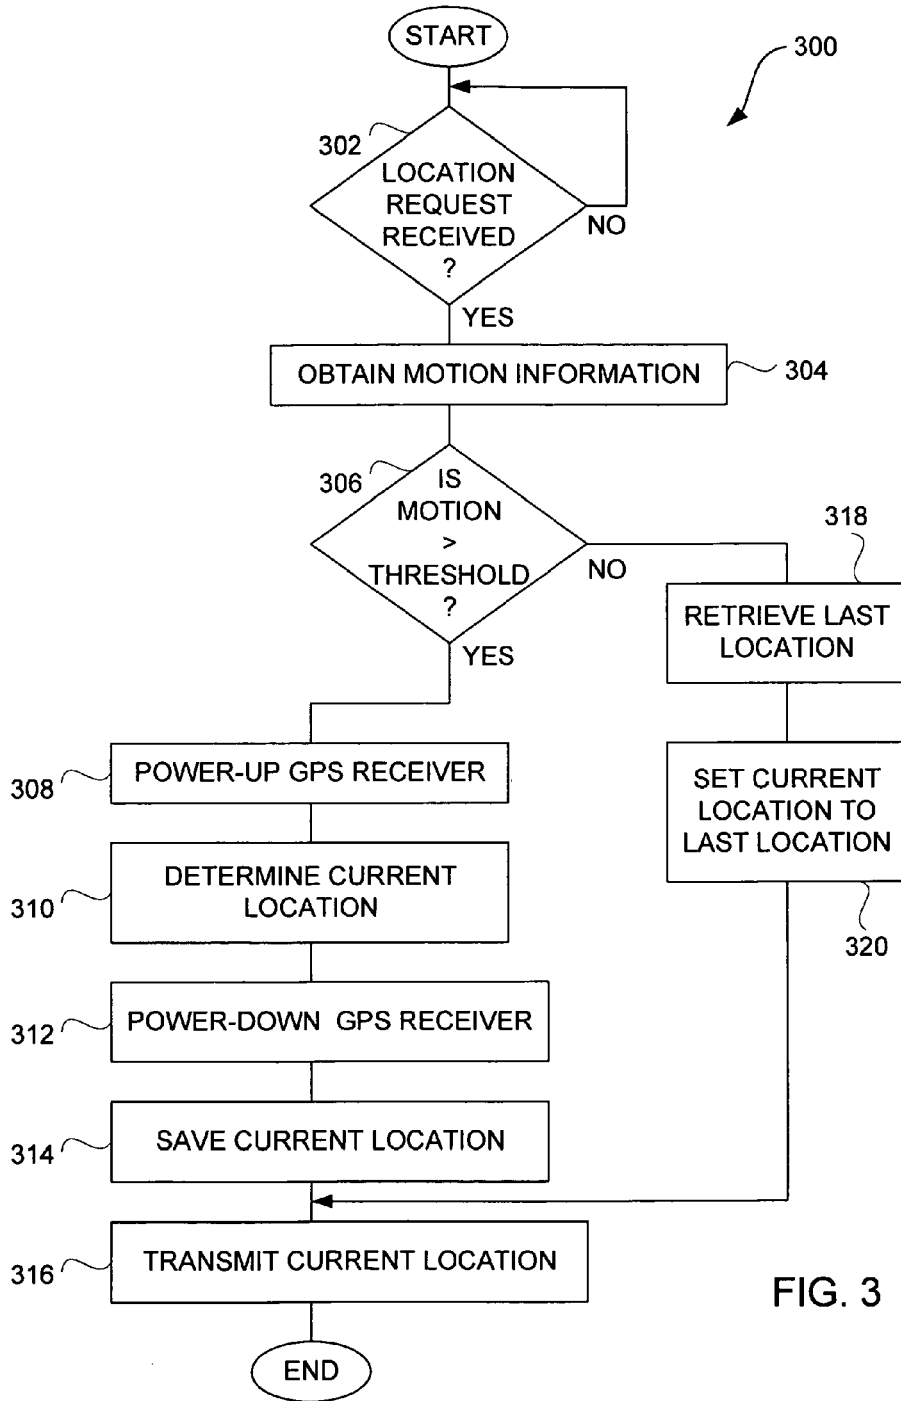 START
300
302
LOCATION
REQUEST
RECEIVED
?
NO
YES
OBTAIN MOTION INFORMATION
304
306
IS
MOTION
>
THRESHOLD
?
NO
YES
318
RETRIEVE LAST
LOCATION
308
POWER-UP GPS RECEIVER
SET CURRENT
LOCATION TO
LAST LOCATION
320
310
DETERMINE CURRENT
LOCATION
312
POWER-DOWN GPS RECEIVER
314
SAVE CURRENT LOCATION
316
TRANSMIT CURRENT LOCATION
FIG. 3
END